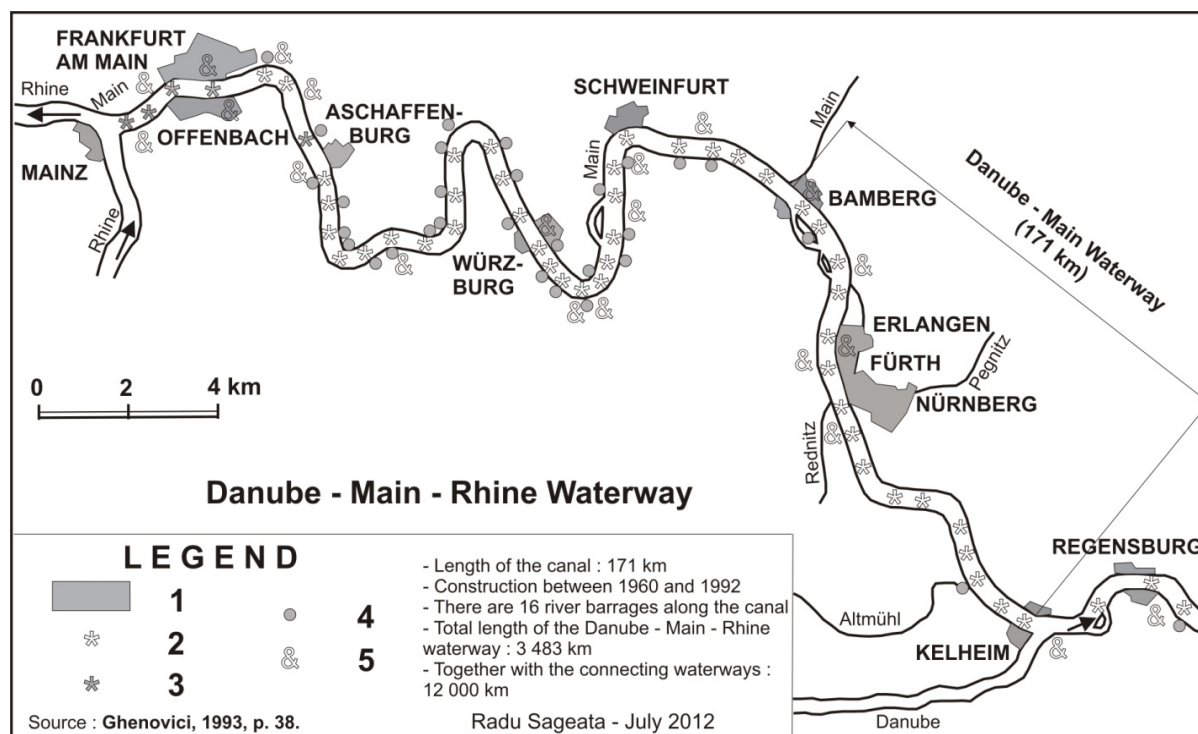 FRANKFURT
AM MAIN
Rhine
Main
OFFENBACH
MAINZ
Rhine
ASCHAFFEN-
BURG
WÜRZ-
BURG
Main
SCHWEINFURT
Main
BAMBERG
Danube - Main Waterway
(171 km)
ERLANGEN
FÜRTH
NÜRNBERG
Pegnitz
Rednitz
REGENSBURG
Altmühl
KELHEIM
Danube
0 2 4 km
Danube - Main - Rhine Waterway
LEGEND
1
2
3
4
5
- Length of the canal : 171 km
- Construction between 1960 and 1992
- There are 16 river barrages along the canal
- Total length of the Danube - Main - Rhine
waterway : 3 483 km
- Together with the connecting waterways :
12 000 km
Source : Ghenovici, 1993, p. 38.
Radu Sageata - July 2012